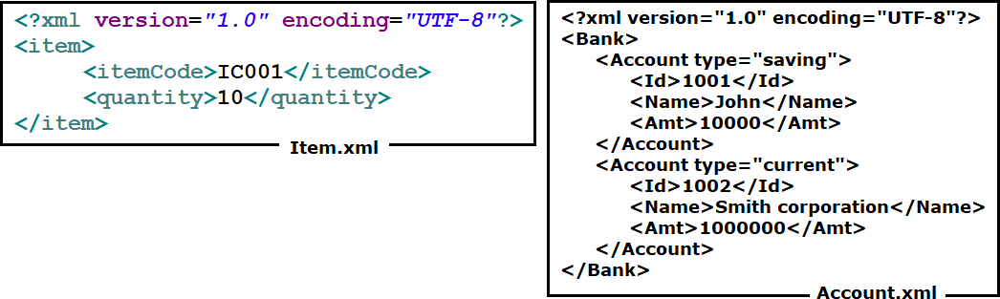 <?xml version="1.0" encoding="UTF-8"?>
<item>
<itemCode>IC001</itemCode>
<quantity>10</quantity>
</item>
Item.xml
<?xml version="1.0" encoding="UTF-8"?>
<Bank>
<Account type="saving">
<Id>1001</Id>
<Name>John</Name>
<Amt>10000</Amt>
</Account>
<Account type="current">
<Id>1002</Id>
<Name>Smith corporation</Name>
<Amt>1000000</Amt>
</Account>
</Bank>
Account.xml